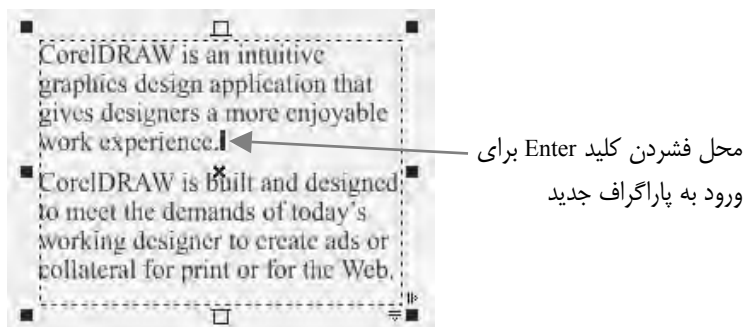 CorelDRAW is an intuitive
graphics design application that
gives designers a more enjoyable
work experience.
CorelDRAW is built and designed
to meet the demands of today's
working designer to create ads or
collateral for print or for the Web.
محل فشردن کلید Enter برای
ورود به پاراگراف جدید